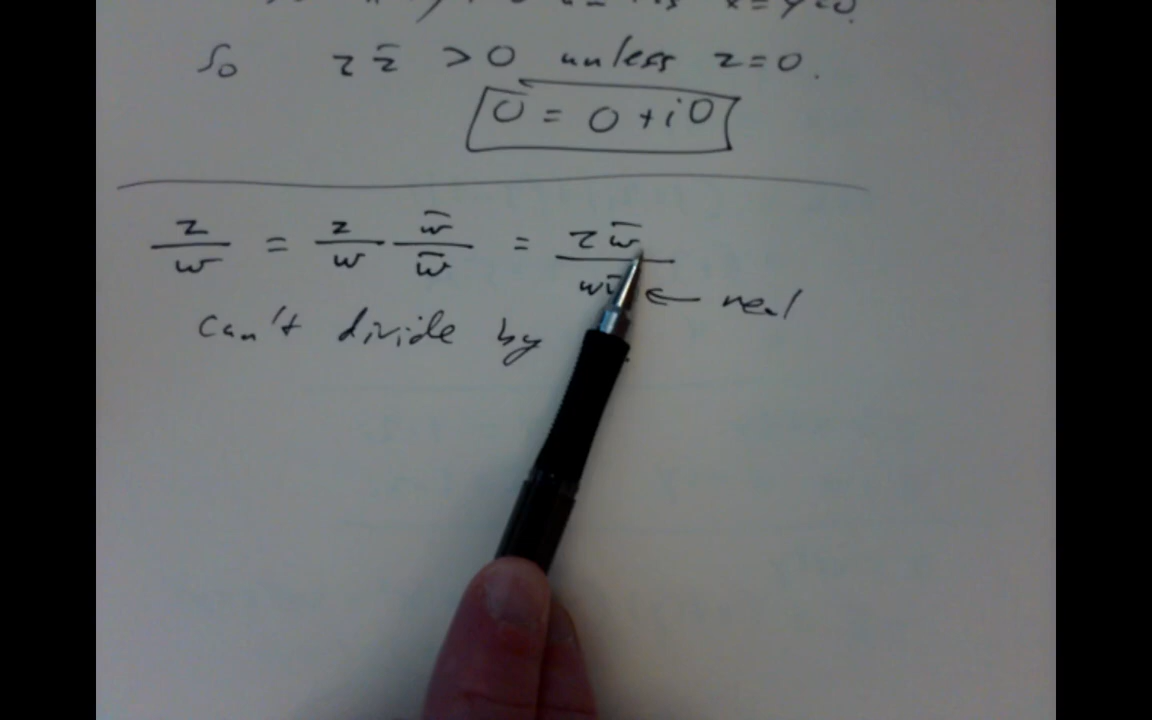 So z z̄ > 0 unless z = 0.
0 = 0 + i0
z/w = z/w w̄/w̄ = z w̄ / w ← real
can't divide by